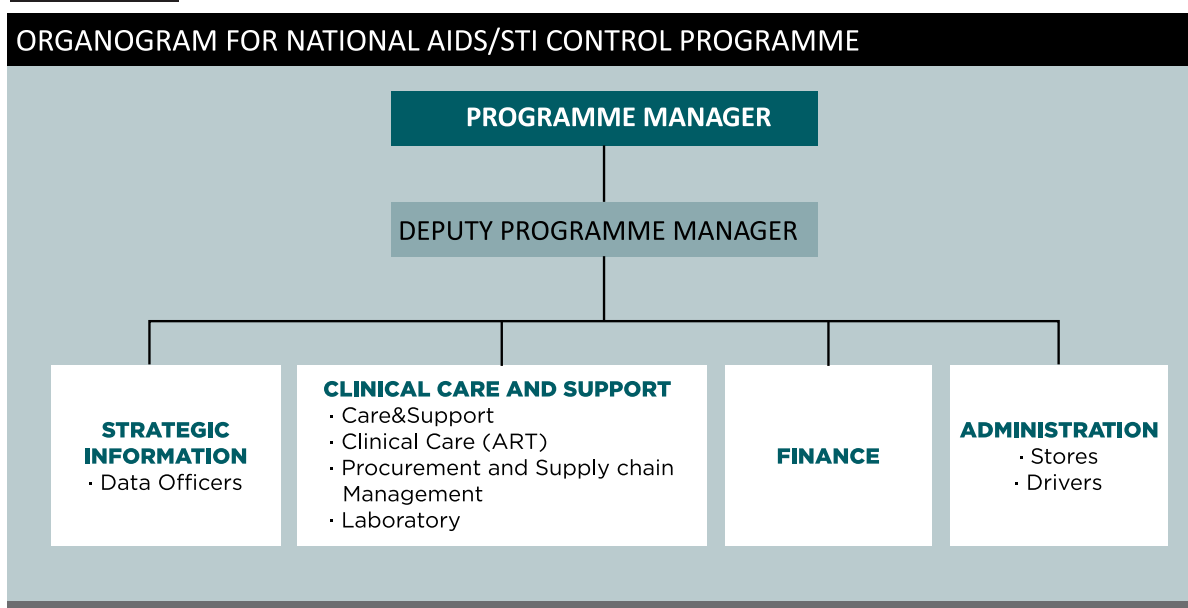 ORGANOGRAM FOR NATIONAL AIDS/STI CONTROL PROGRAMME
PROGRAMME MANAGER
DEPUTY PROGRAMME MANAGER
STRATEGIC
INFORMATION
· Data Officers
CLINICAL CARE AND SUPPORT
· Care&Support
· Clinical Care (ART)
· Procurement and Supply chain
Management
· Laboratory
FINANCE
ADMINISTRATION
· Stores
· Drivers